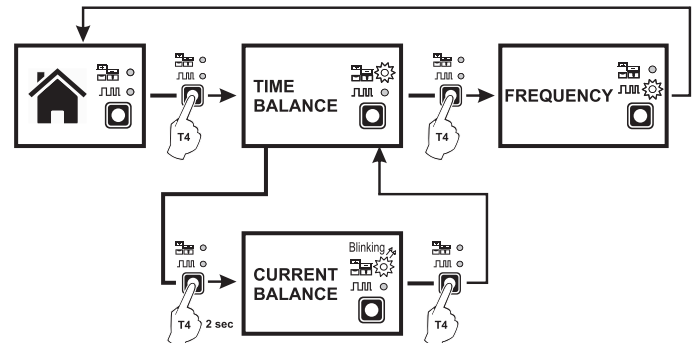 TIME
BALANCE
FREQUENCY
T4
T4
Blinking
CURRENT
BALANCE
T4
2 sec
T4